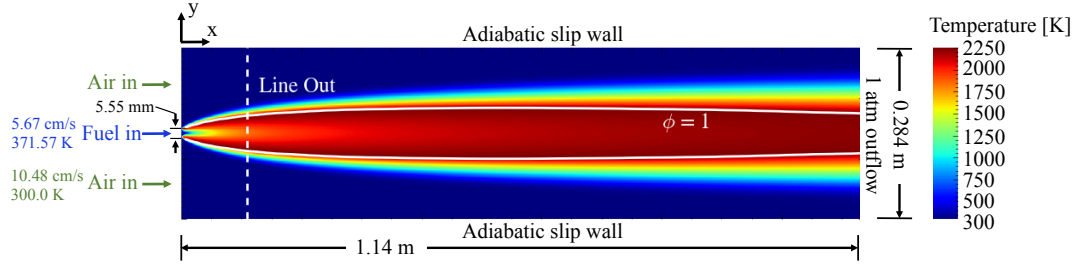 y
x
Adiabatic slip wall
Temperature [K]
Air in
Line Out
5.55 mm
5.67 cm/s
371.57 K
Fuel in
ϕ = 1
10.48 cm/s
300.0 K
Air in
1 atm outflow
0.284 m
2250
2000
1750
1500
1250
1000
750
500
300
Adiabatic slip wall
1.14 m